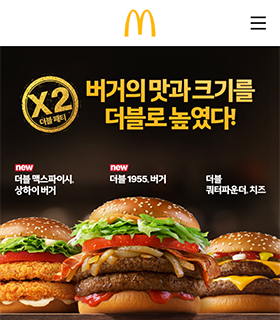 X2
더블 패티
버거의 맛과 크기를
더블로 높였다!
new
더블 맥스파이시®
상하이 버거
new
더블 1955® 버거
더블
쿼터파운더® 치즈